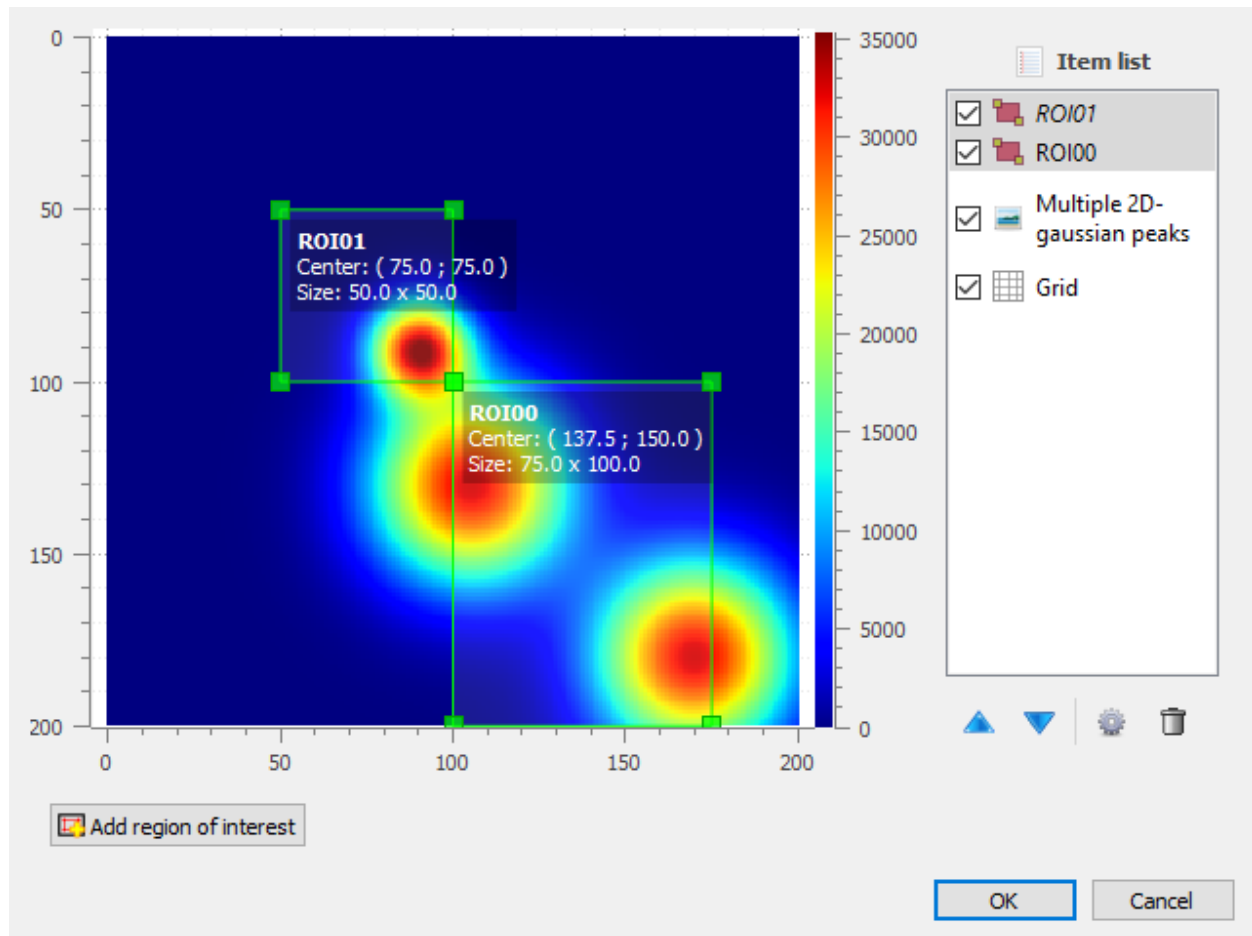 0
50
100
150
200
0
50
100
150
200
ROI01
Center: ( 75.0 ; 75.0 )
Size: 50.0 x 50.0
ROI00
Center: ( 137.5 ; 150.0 )
Size: 75.0 x 100.0
35000
30000
25000
20000
15000
10000
5000
0
Item list
ROI01
ROI00
Multiple 2D-
gaussian peaks
Grid
Add region of interest
OK
Cancel